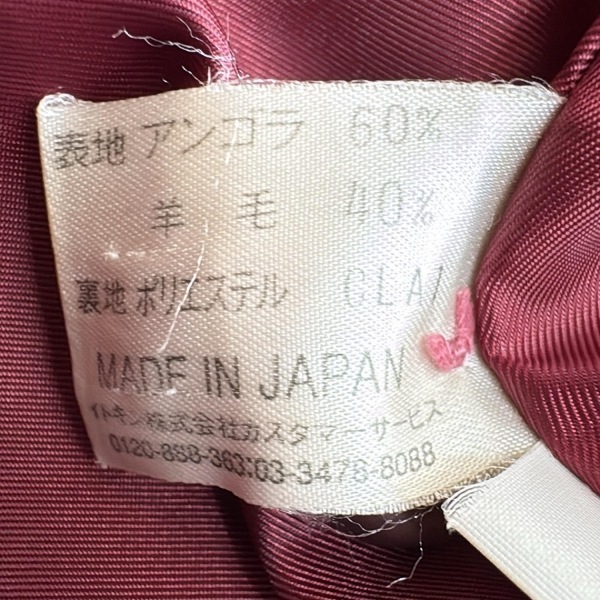 表地 アンゴラ 60%
羊 毛 40%
裏地 ポリエステル
MADE IN JAPAN
イトキン株式会社カスタマーサービス
0120-888-363:03-3478-8088